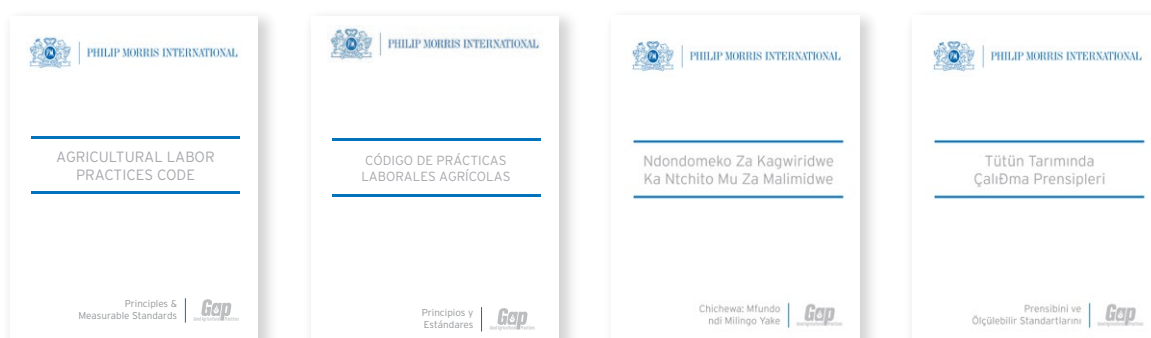 PHILIP MORRIS INTERNATIONAL
AGRICULTURAL LABOR
PRACTICES CODE
Principles &
Measurable Standards
Gap
PHILIP MORRIS INTERNATIONAL
CÓDIGO DE PRÁCTICAS
LABORALES AGRÍCOLAS
Principios y
Estándares
Gap
PHILIP MORRIS INTERNATIONAL
Ndondomeko Za Kagwiridwe
Ka Ntchito Mu Za Malimidwe
Chichewa: Mfundo
ndi Milingo Yake
Gap
PHILIP MORRIS INTERNATIONAL
Tütün Tarımında
ÇalıÐma Prensipleri
Prensibini ve
Ölçülebilir Standartlarını
Gap